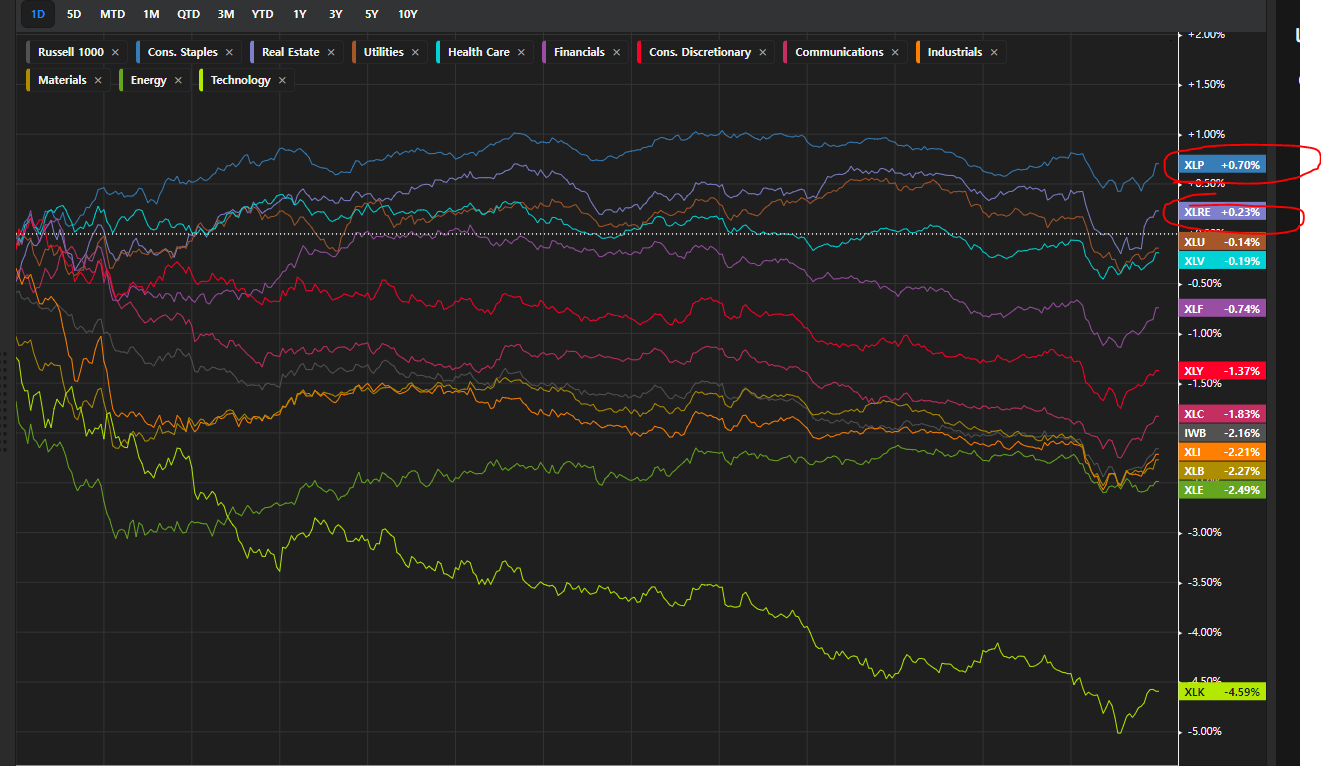 1D 5D MTD 1M QTD 3M YTD 1Y 3Y 5Y 10Y
Russell 1000 × Cons. Staples × Real Estate × Utilities × Health Care × Financials × Cons. Discretionary × Communications × Industrials ×
Materials × Energy × Technology ×
+2.00%
+1.50%
+1.00%
XLP +0.70%
+0.50%
XLRE +0.23%
XLU -0.14%
XLV -0.19%
-0.50%
XLF -0.74%
-1.00%
XLY -1.37%
-1.50%
XLC -1.83%
IWB -2.16%
XLI -2.21%
XLB -2.27%
XLE -2.49%
-3.00%
-3.50%
-4.00%
-4.50%
XLK -4.59%
-5.00%